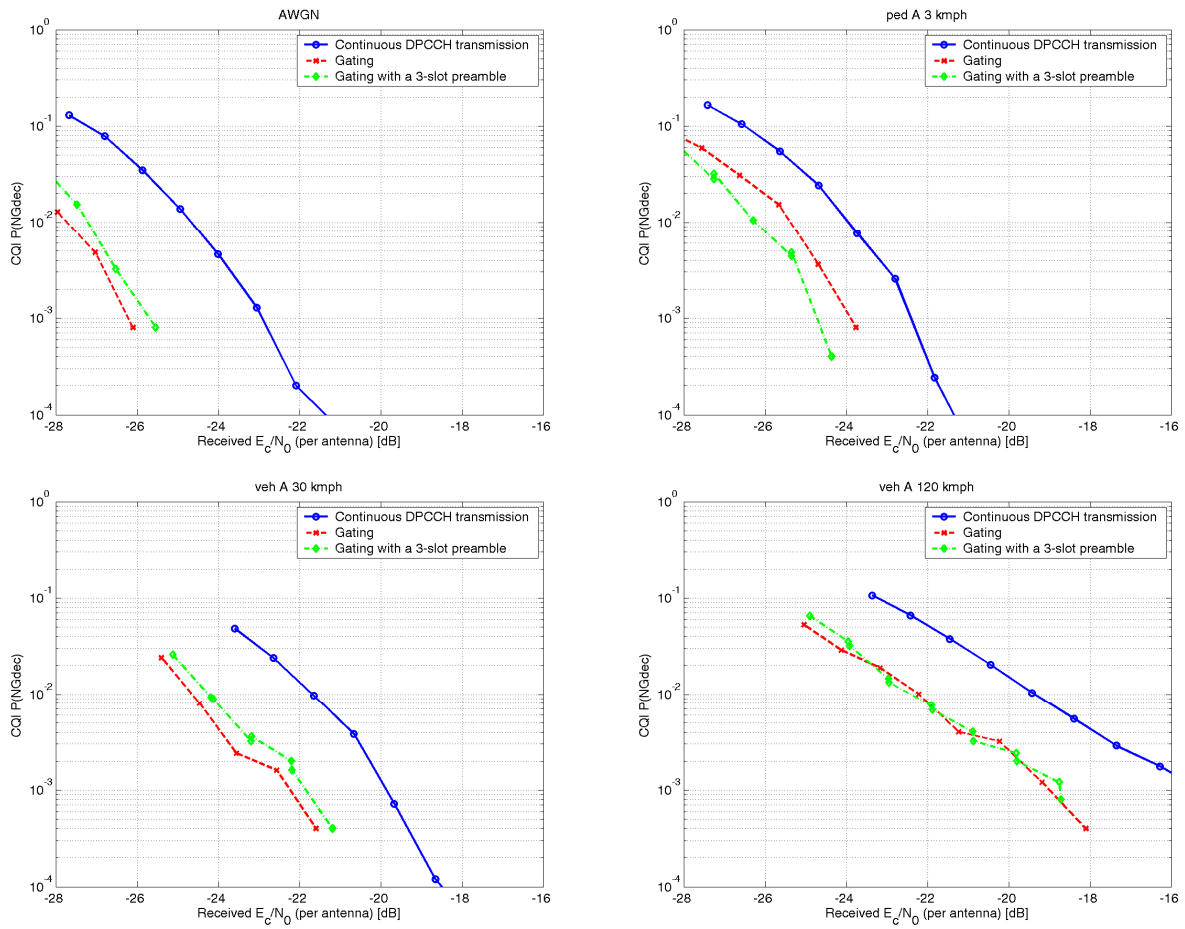 AWGN
10^0
10^-1
10^-2
10^-3
10^-4
CQI P(NGdec)
Continuous DPCCH transmission
Gating
Gating with a 3-slot preamble
-28 -26 -24 -22 -20 -18 -16
Received E_c/N_0 (per antenna) [dB]
ped A 3 kmph
10^0
10^-1
10^-2
10^-3
10^-4
CQI P(NGdec)
Continuous DPCCH transmission
Gating
Gating with a 3-slot preamble
-28 -26 -24 -22 -20 -18 -16
Received E_c/N_0 (per antenna) [dB]
veh A 30 kmph
10^0
10^-1
10^-2
10^-3
10^-4
CQI P(NGdec)
Continuous DPCCH transmission
Gating
Gating with a 3-slot preamble
-28 -26 -24 -22 -20 -18 -16
Received E_c/N_0 (per antenna) [dB]
veh A 120 kmph
10^0
10^-1
10^-2
10^-3
10^-4
CQI P(NGdec)
Continuous DPCCH transmission
Gating
Gating with a 3-slot preamble
-28 -26 -24 -22 -20 -18 -16
Received E_c/N_0 (per antenna) [dB]